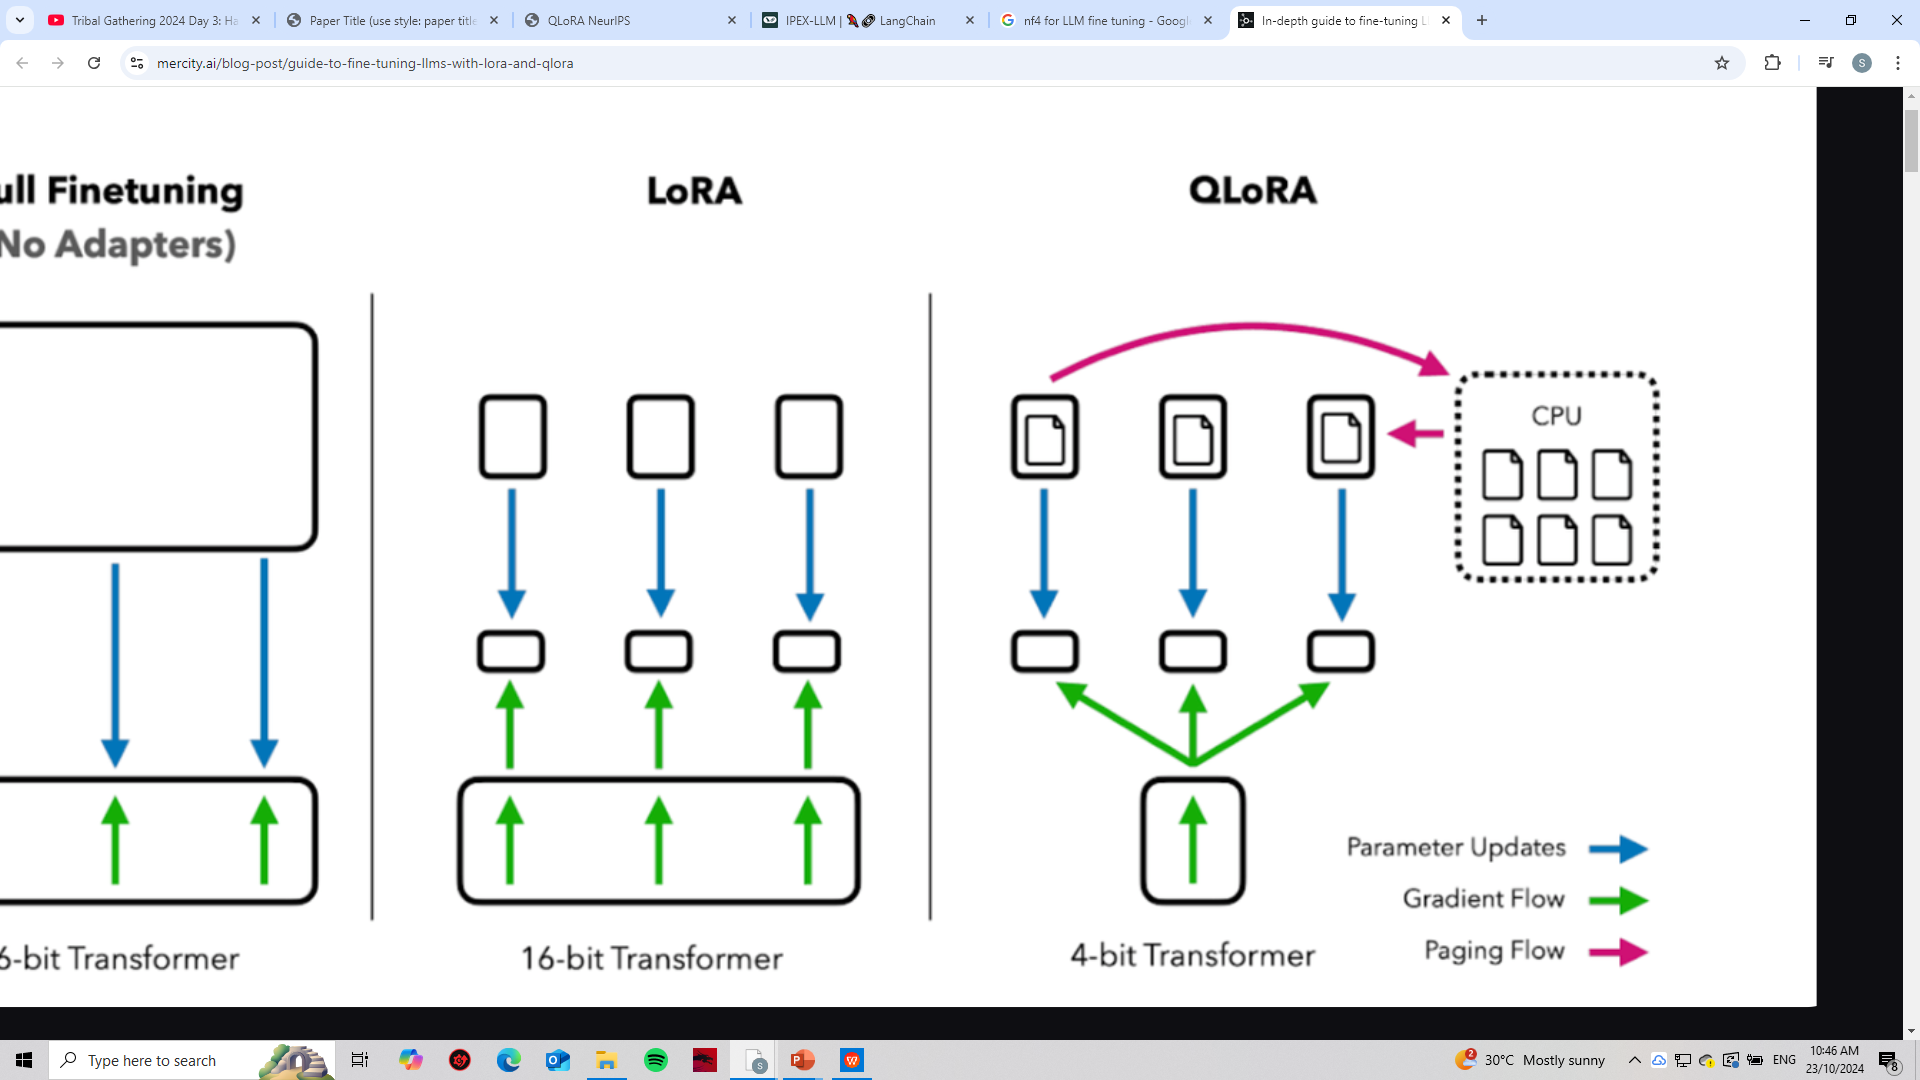 Tribal Gathering 2024 Day 3: Ha
Paper Title (use style: paper title
QLoRA NeurIPS
IPEX-LLM | LangChain
nf4 for LLM fine tuning - Googl
In-depth guide to fine-tuning L
mercity.ai/blog-post/guide-to-fine-tuning-llms-with-lora-and-qlora
S
ull Finetuning
No Adapters)
LoRA
QLoRA
CPU
6-bit Transformer
16-bit Transformer
4-bit Transformer
Parameter Updates
Gradient Flow
Paging Flow
Type here to search
2
30°C Mostly sunny
ENG
10:46 AM
23/10/2024
8